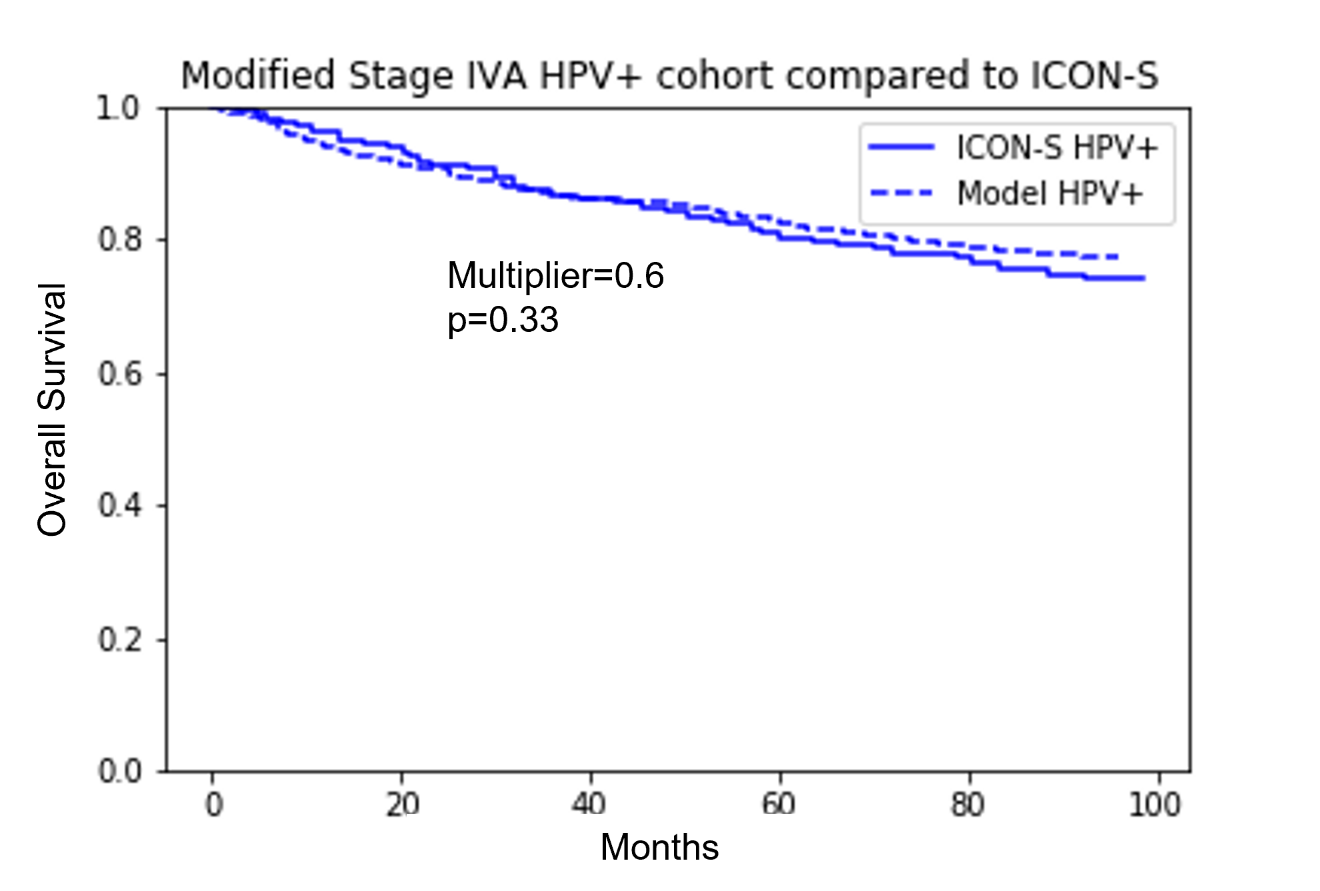 Modified Stage IVA HPV+ cohort compared to ICON-S
1.0
ICON-S HPV+
Model HPV+
0.8
Multiplier=0.6
p=0.33
0.6
Overall Survival
0.4
0.2
0.0
0 20 40 60 80 100
Months